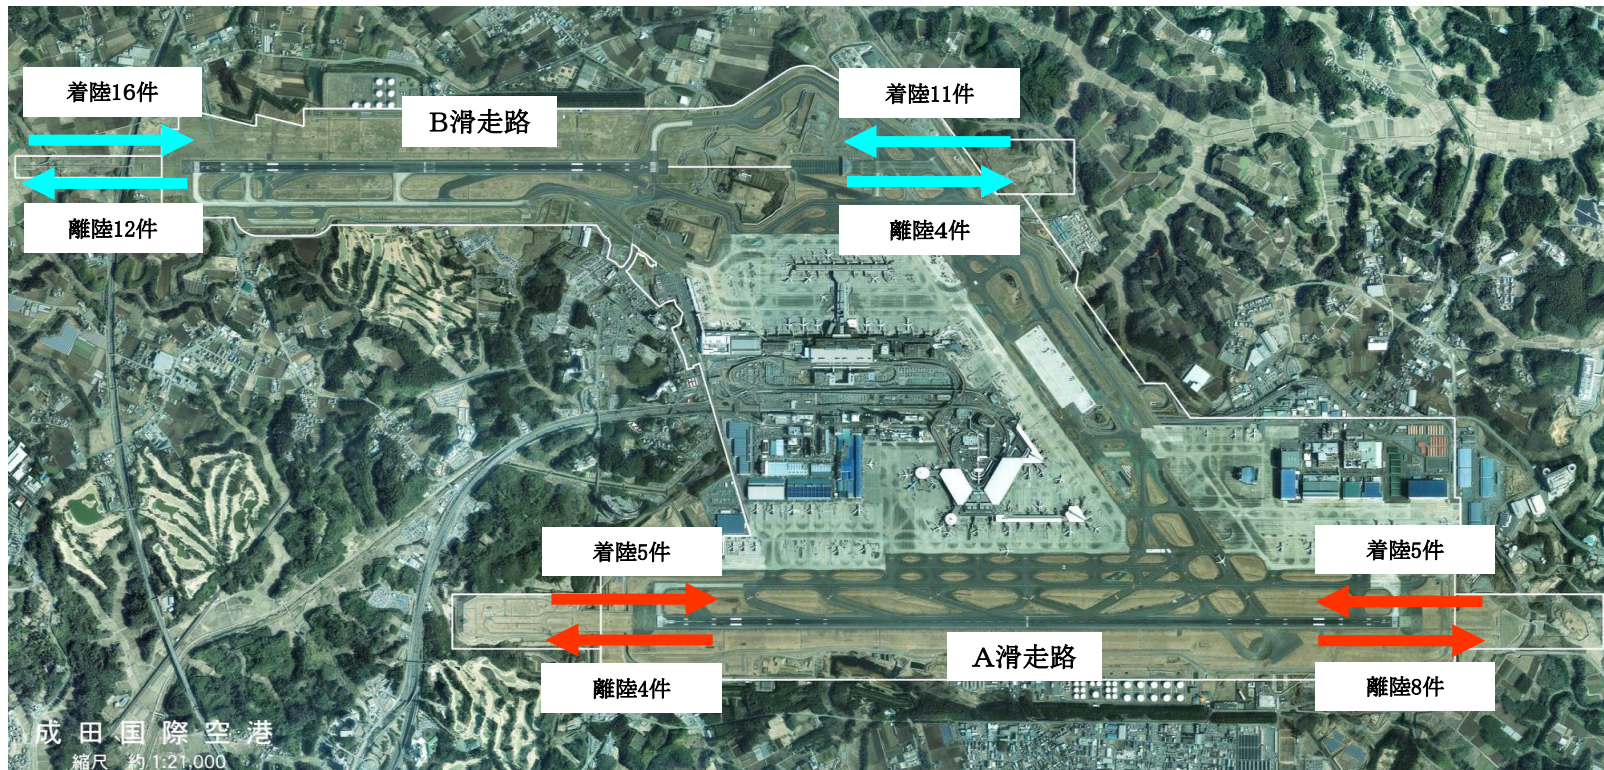 着陸16件
着陸11件
B滑走路
離陸12件
離陸4件
着陸5件
着陸5件
A滑走路
離陸4件
離陸8件
成田国際空港
縮尺 約 1:21,000